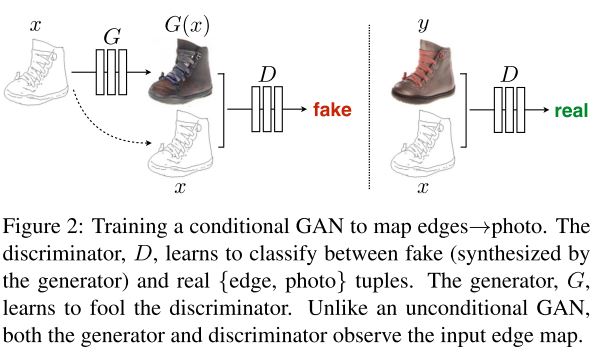 x
G
G(x)
D
fake
x
y
D
real
x
Figure 2: Training a conditional GAN to map edges→photo. The
discriminator, D, learns to classify between fake (synthesized by
the generator) and real {edge, photo} tuples. The generator, G,
learns to fool the discriminator. Unlike an unconditional GAN,
both the generator and discriminator observe the input edge map.